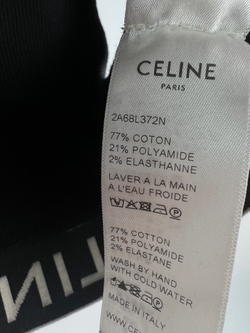 CELINE
PARIS
2A68L372N
77% COTON
21% POLYAMIDE
2% ELASTHANNE
LAVER A LA MAIN
A L'EAU FROIDE
77% COTTON
21% POLYAMIDE
2% ELASTANE
WASH BY HAND
WITH COLD WATER
MADE IN ITALY